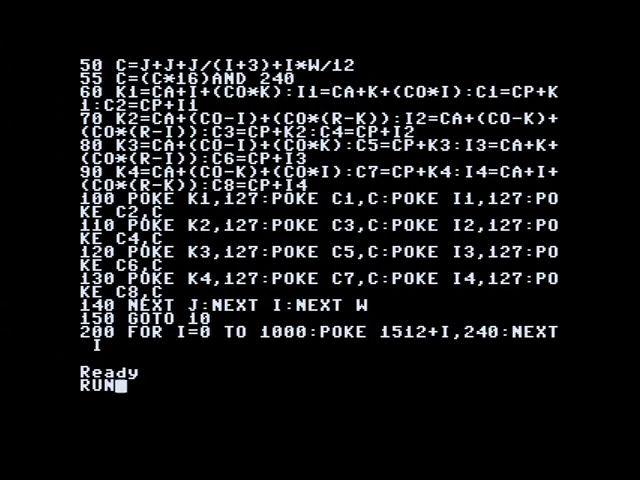 50 C=J+J+J/(I+3)+I*W/12
55 C=(C*16)AND 240
60 K1=CA+I+(CO*K):I1=CA+K+(CO*I):C1=CP+K
1:C2=CP+I1
70 K2=CA+(CO-I)+(CO*(R-K)):I2=CA+(CO-K)+
(CO*(R-I)):C3=CP+K2:C4=CP+I2
80 K3=CA+(CO-I)+(CO*K):C5=CP+K3:I3=CA+K+
(CO*(R-I)):C6=CP+I3
90 K4=CA+(CO-K)+(CO*I):C7=CP+K4:I4=CA+I+
(CO*(R-K)):C8=CP+I4
100 POKE K1,127:POKE C1,C:POKE I1,127:PO
KE C2,C
110 POKE K2,127:POKE C3,C:POKE I2,127:PO
KE C4,C
120 POKE K3,127:POKE C5,C:POKE I3,127:PO
KE C6,C
130 POKE K4,127:POKE C7,C:POKE I4,127:PO
KE C8,C
140 NEXT J:NEXT I:NEXT W
150 GOTO 10
200 FOR I=0 TO 1000:POKE 1512+I,240:NEXT
I
Ready
RUN